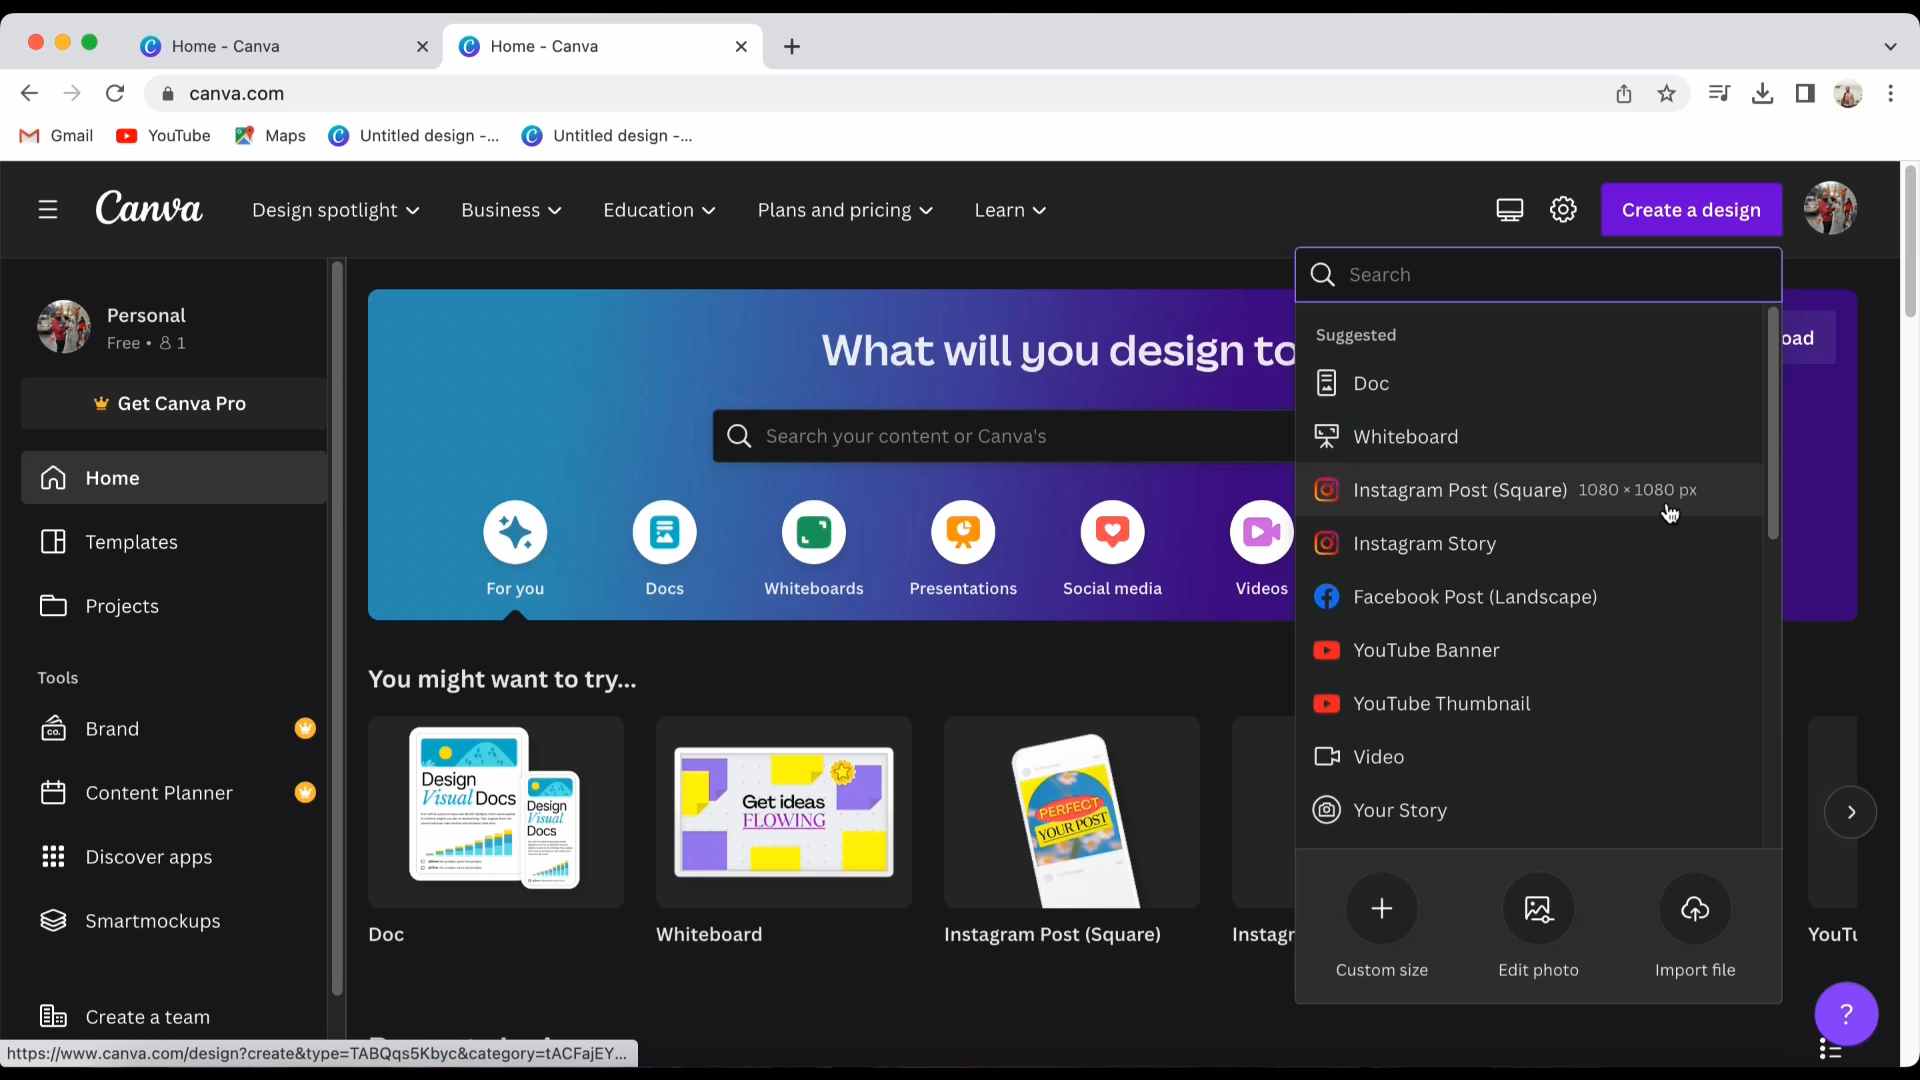 Home - Canva
Home - Canva
canva.com
Gmail
YouTube
Maps
Untitled design -...
Untitled design -...
Canva
Design spotlight
Business
Education
Plans and pricing
Learn
Create a design
Personal
Free • 1
Get Canva Pro
Home
Templates
Projects
Tools
Brand
Content Planner
Discover apps
Smartmockups
Create a team
What will you design to
oad
Search your content or Canva's
For you
Docs
Whiteboards
Presentations
Social media
Videos
You might want to try...
Design
Visual Docs
Design
Visual
Docs
Get ideas
FLOWING
PERFECT
YOUR POST
Doc
Whiteboard
Instagram Post (Square)
Instagr
YouTu
Search
Suggested
Doc
Whiteboard
Instagram Post (Square) 1080 × 1080 px
Instagram Story
Facebook Post (Landscape)
YouTube Banner
YouTube Thumbnail
Video
Your Story
Custom size
Edit photo
Import file
?
https://www.canva.com/design?create&type=TABQqs5Kbyc&category=tACFajEY...